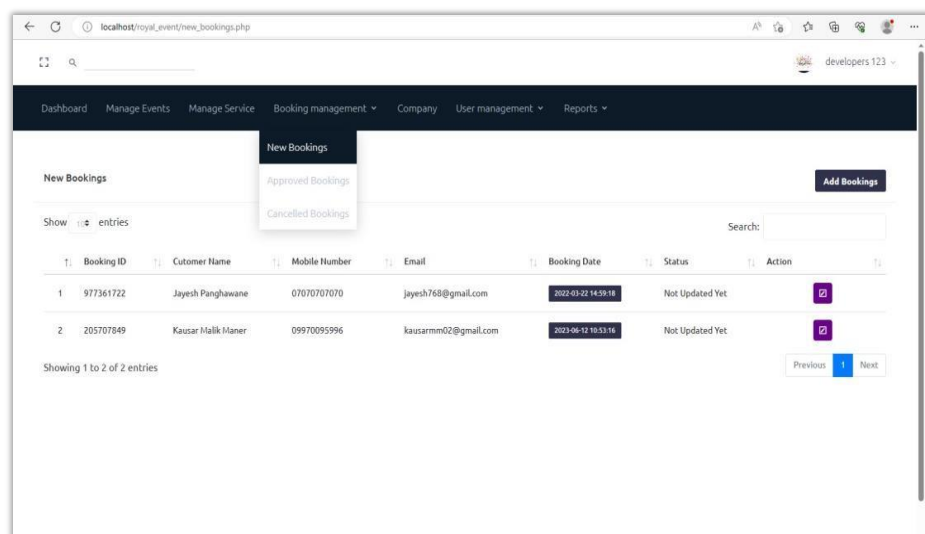 localhost/royal_event/new_bookings.php
developers 123
Dashboard Manage Events Manage Service Booking management Company User management Reports
New Bookings
Approved Bookings
Cancelled Bookings
New Bookings
Add Bookings
Show 10 entries
Search:
Booking ID Cutomer Name Mobile Number Email Booking Date Status Action
1 977361722 Jayesh Panghawane 07070707070 jayesh768@gmail.com 2022-03-22 14:59:18 Not Updated Yet
2 205707849 Kausar Malik Maner 09970095996 kausarmm02@gmail.com 2023-06-12 10:53:16 Not Updated Yet
Showing 1 to 2 of 2 entries
Previous 1 Next